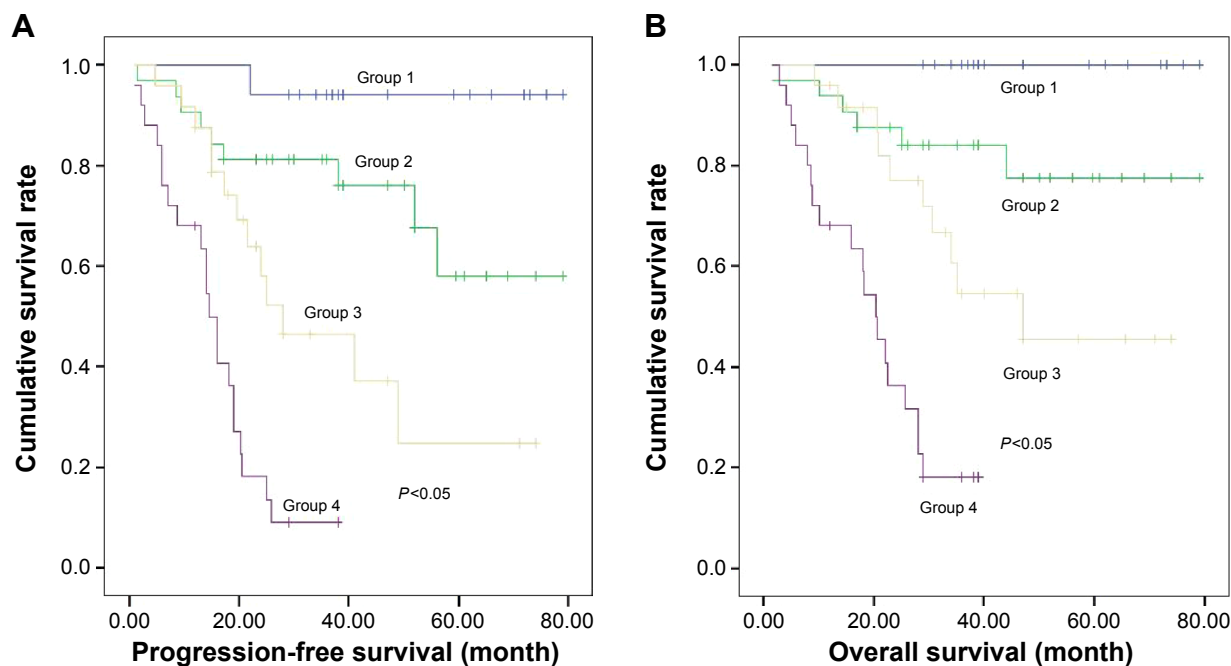 A
Cumulative survival rate
1.0
0.8
0.6
0.4
0.2
0.0
Group 1
Group 2
Group 3
Group 4
P<0.05
0.00 20.00 40.00 60.00 80.00
Progression-free survival (month)
B
Cumulative survival rate
1.0
0.8
0.6
0.4
0.2
0.0
Group 1
Group 2
Group 3
P<0.05
Group 4
0.00 20.00 40.00 60.00 80.00
Overall survival (month)